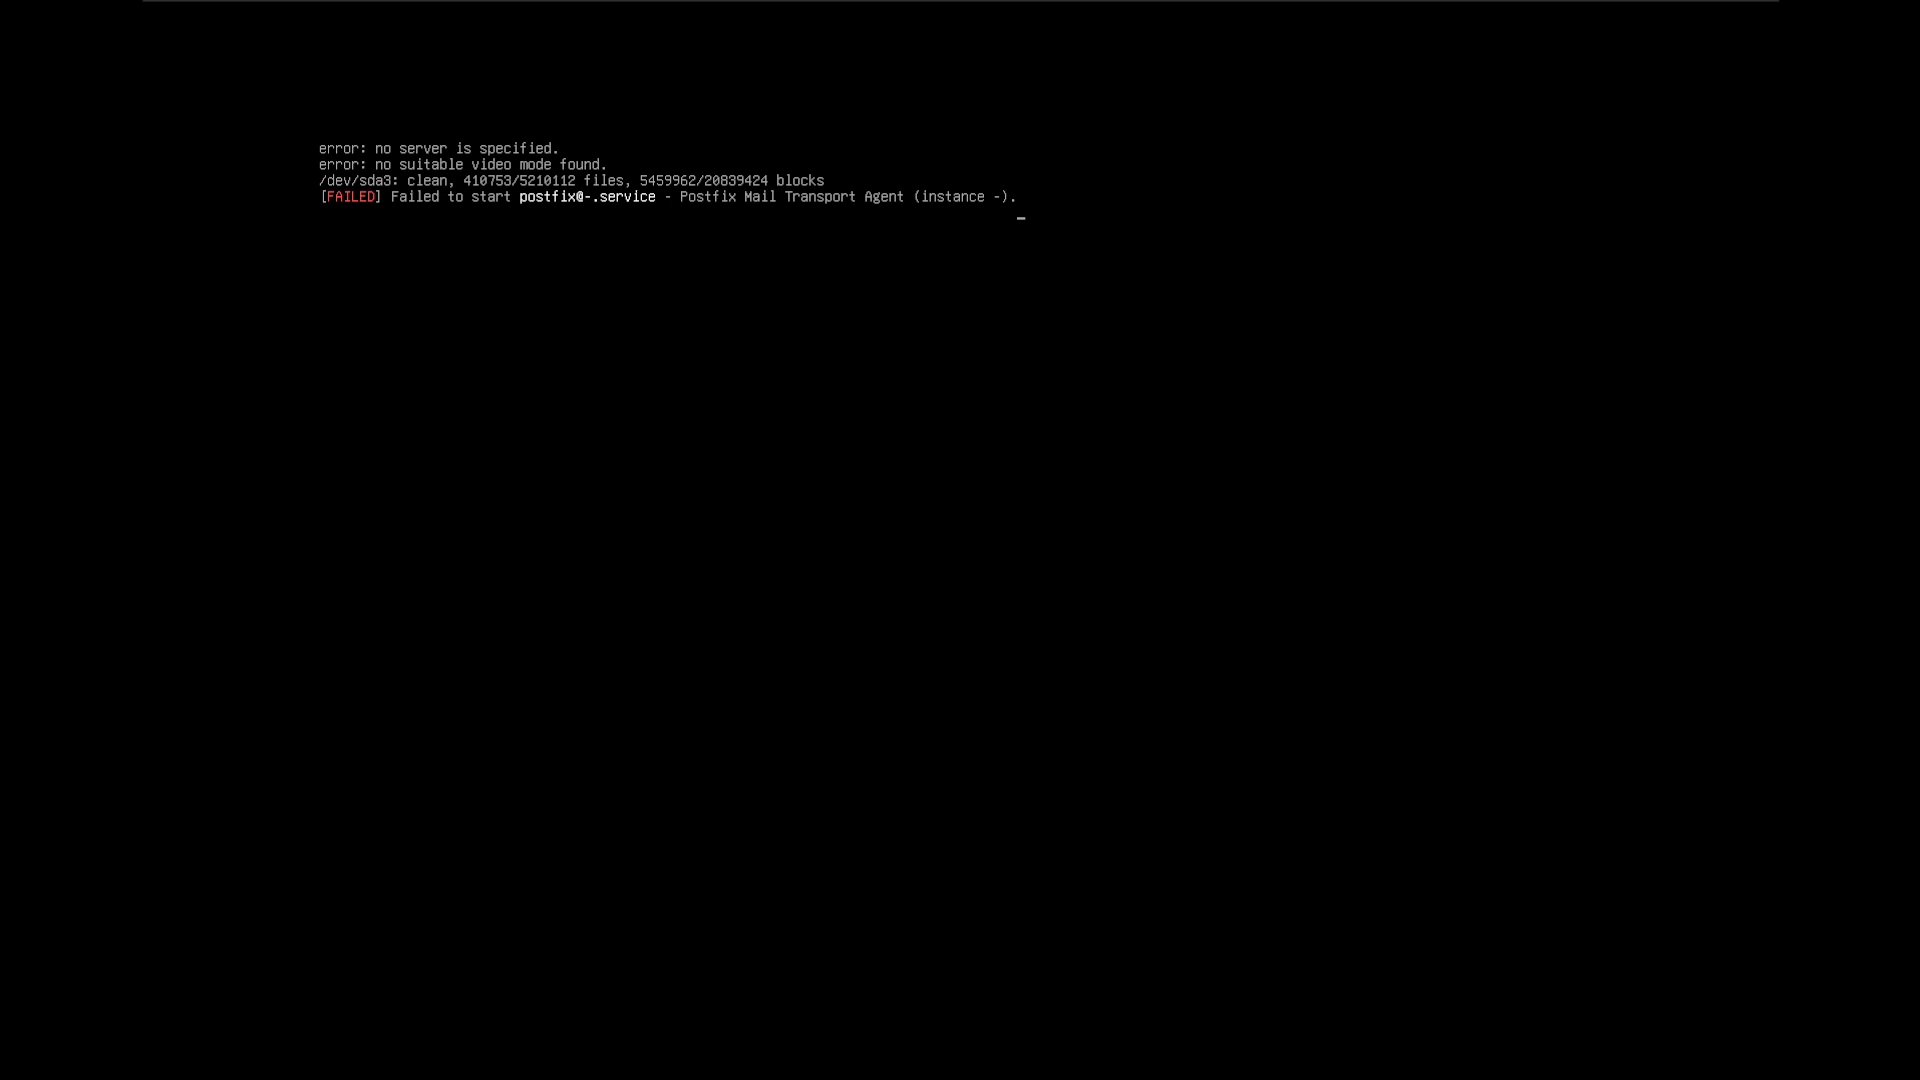 error: no server is specified.
error: no suitable video mode found.
/dev/sda3: clean, 410753/5210112 files, 5459962/20839424 blocks
[FAILED] Failed to start postfix@-.service - Postfix Mail Transport Agent (instance -).